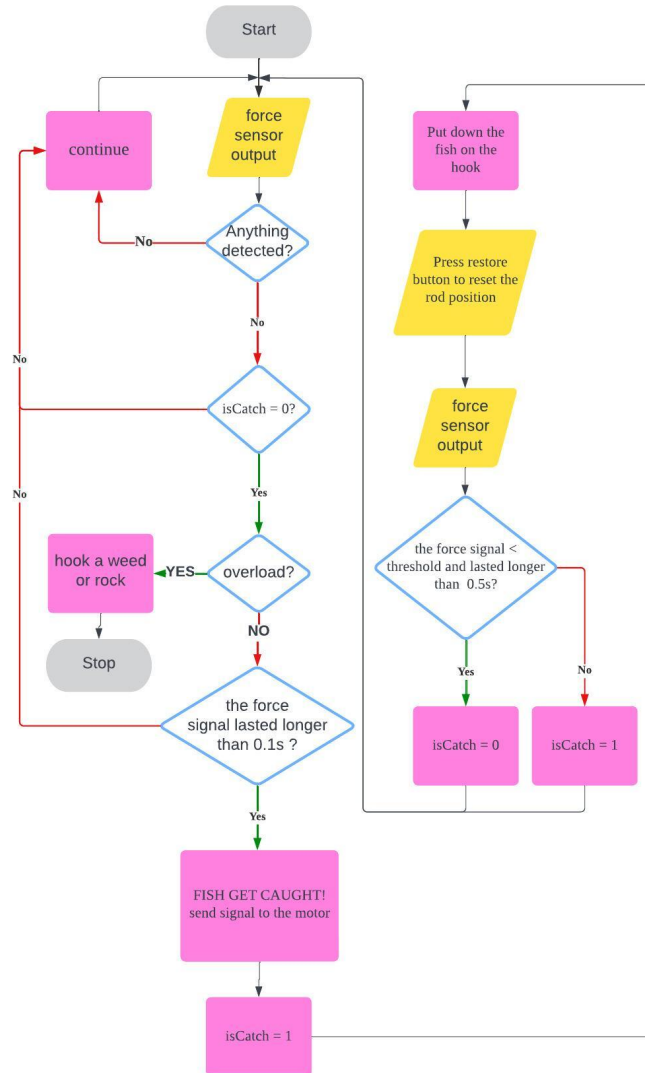 Start
force
sensor
output
continue
Anything
detected?
No
No
No
isCatch = 0?
No
Yes
hook a weed
or rock
YES
overload?
Stop
NO
the force
signal lasted longer
than 0.1s ?
Yes
FISH GET CAUGHT!
send signal to the motor
isCatch = 1
Put down the
fish on the
hook
Press restore
button to reset the
rod position
force
sensor
output
the force signal <
threshold and lasted longer
than 0.5s?
Yes
No
isCatch = 0
isCatch = 1